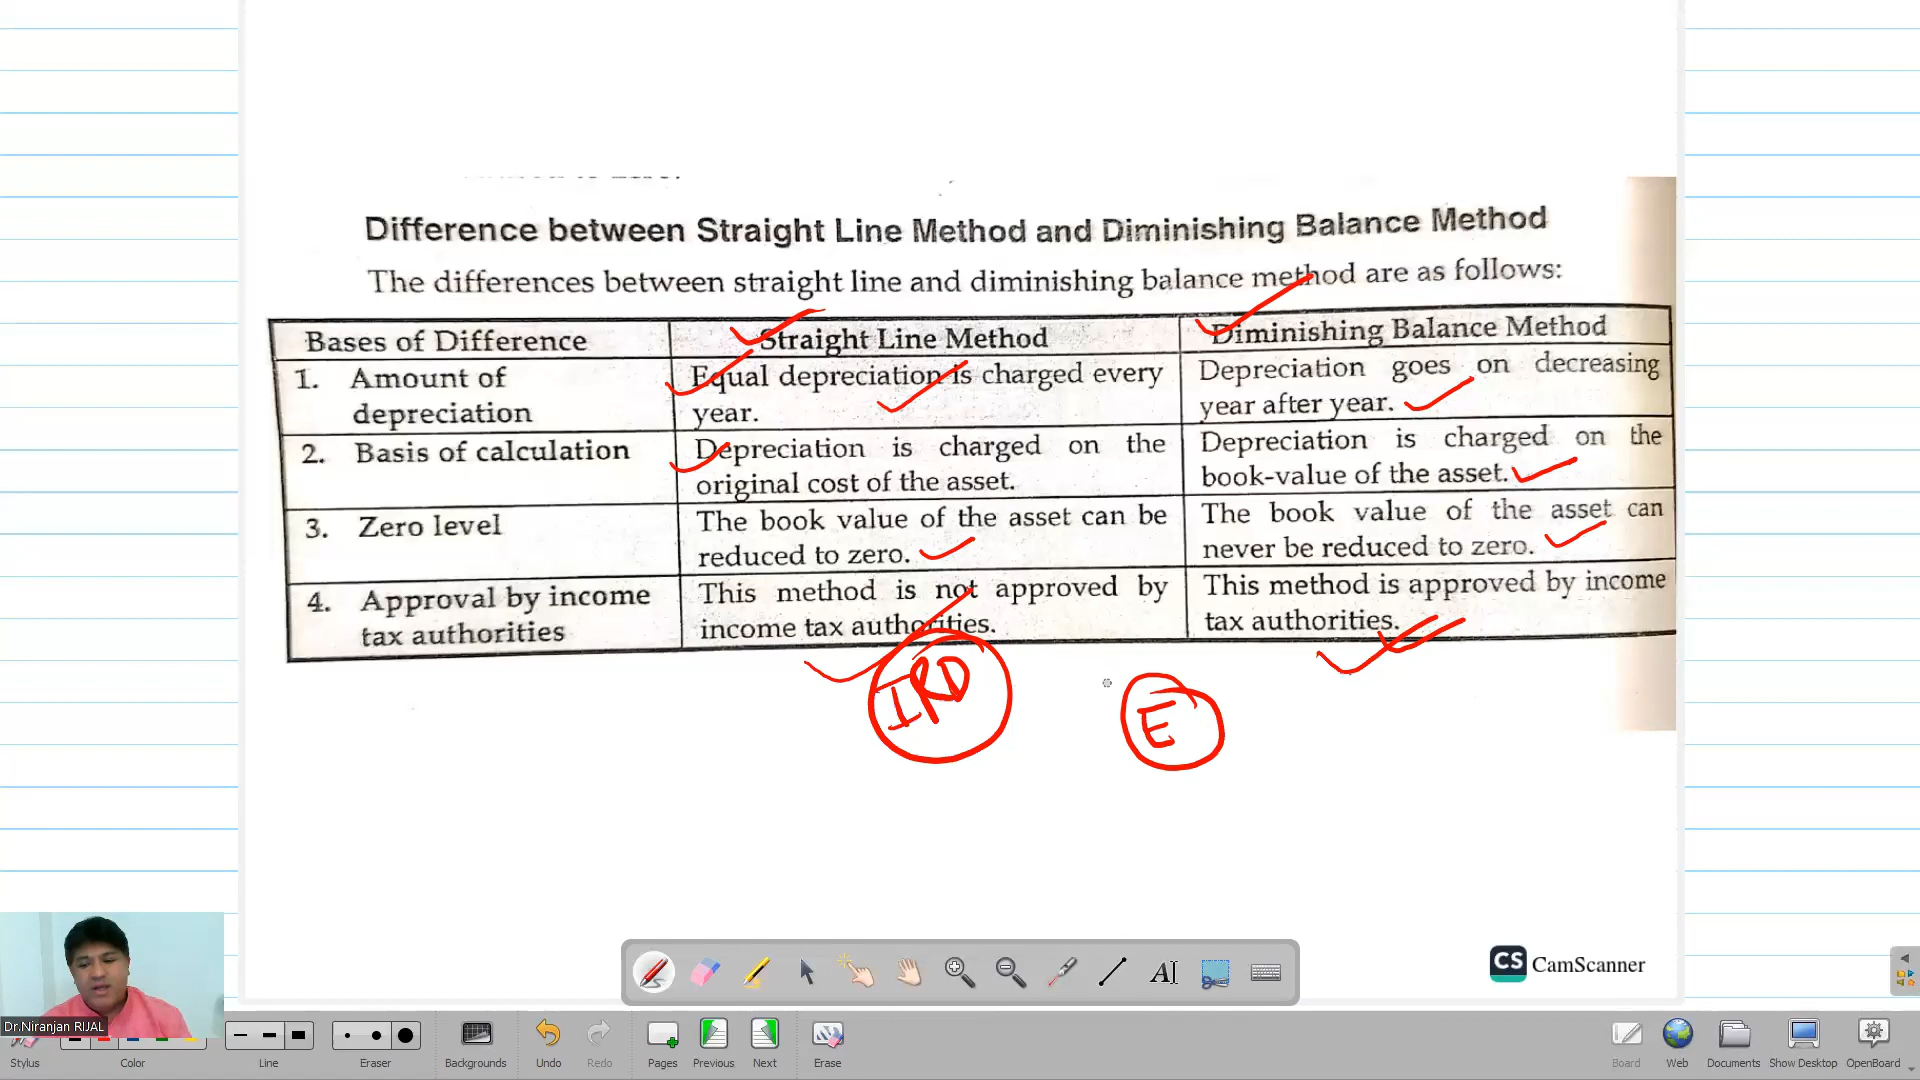 Difference between Straight Line Method and Diminishing Balance Method
The differences between straight line and diminishing balance method are as follows:
Bases of Difference
Straight Line Method
Diminishing Balance Method
1. Amount of
depreciation
Equal depreciation is charged every
year.
Depreciation goes on decreasing
year after year.
2. Basis of calculation
Depreciation is charged on the
original cost of the asset.
Depreciation is charged on the
book-value of the asset.
3. Zero level
The book value of the asset can be
reduced to zero.
The book value of the asset can
never be reduced to zero.
4. Approval by income
tax authorities
This method is not approved by
income tax authorities.
This method is approved by income
tax authorities.
IRD
E
CS CamScanner
Dr.Niranjan RIJAL
Stylus
Color
Line
Eraser
Backgrounds
Undo
Redo
Pages
Previous
Next
Erase
Board
Web
Documents
Show Desktop
OpenBoard